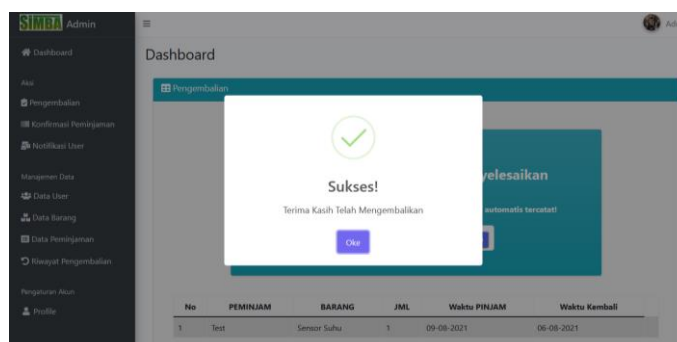 SIMBA Admin
Dashboard
Aksi
Pengembalian
Konfirmasi Peminjaman
Notifikasi User
Manajemen Data
Data User
Data Barang
Data Peminjaman
Riwayat Pengembalian
Pengaturan Akun
Profile
Dashboard
Pengembalian
yelesaikan
automatis tercatat!
Sukses!
Terima Kasih Telah Mengembalikan
Oke
No PEMINJAM BARANG JML Waktu PINJAM Waktu Kembali
1 Test Sensor Suhu 1 09-08-2021 06-08-2021